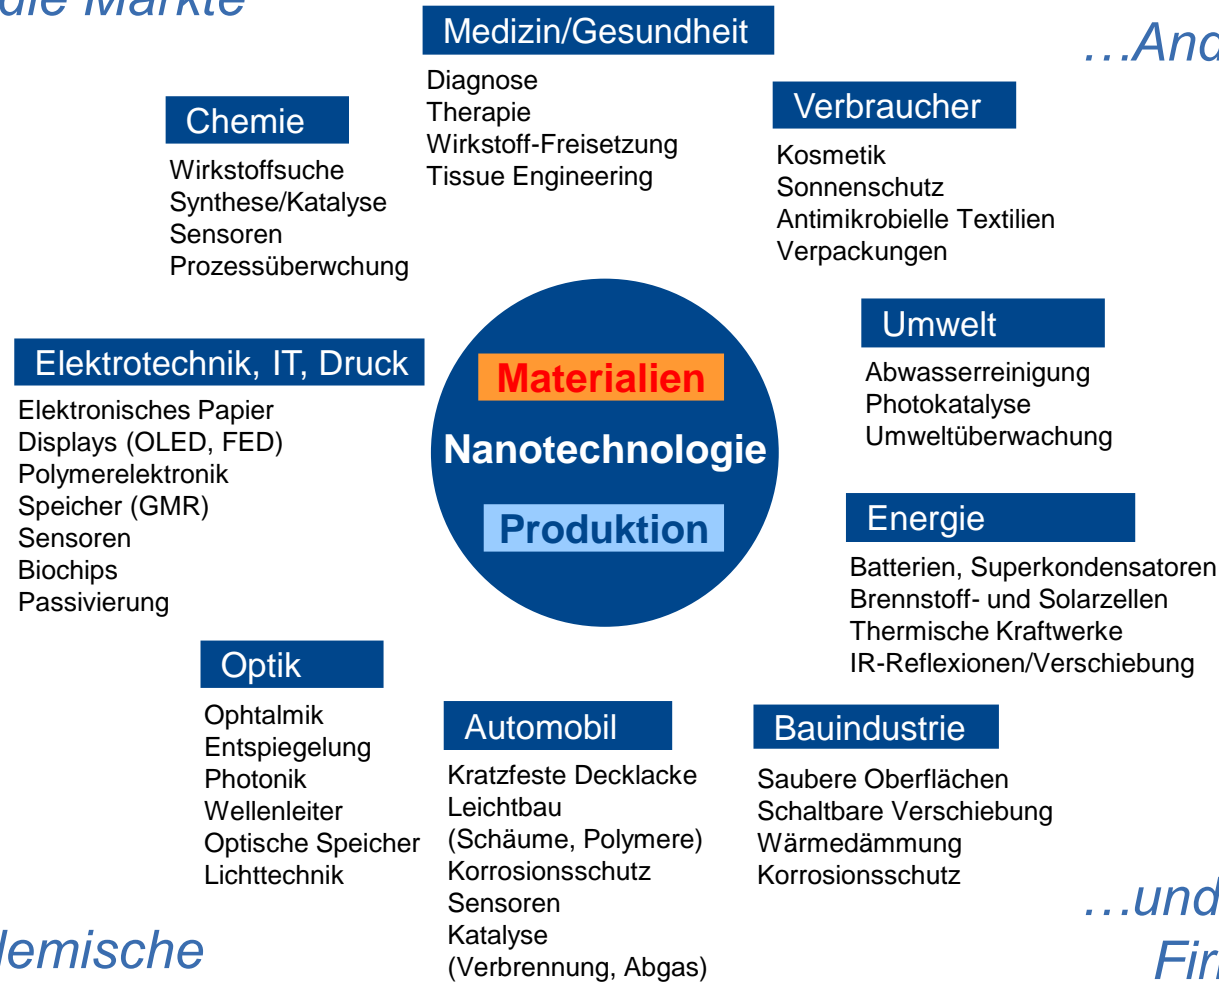 die Märkte
Medizin/Gesundheit
Diagnose
Therapie
Wirkstoff-Freisetzung
Tissue Engineering
Chemie
Wirkstoffsuche
Synthese/Katalyse
Sensoren
Prozessüberwchung
Verbraucher
Kosmetik
Sonnenschutz
Antimikrobielle Textilien
Verpackungen
Elektrotechnik, IT, Druck
Elektronisches Papier
Displays (OLED, FED)
Polymerelektronik
Speicher (GMR)
Sensoren
Biochips
Passivierung
Materialien
Nanotechnologie
Produktion
Umwelt
Abwasserreinigung
Photokatalyse
Umweltüberwachung
Energie
Batterien, Superkondensatoren
Brennstoff- und Solarzellen
Thermische Kraftwerke
IR-Reflexionen/Verschiebung
Optik
Ophtalmik
Entspiegelung
Photonik
Wellenleiter
Optische Speicher
Lichttechnik
Automobil
Kratzfeste Decklacke
Leichtbau
(Schäume, Polymere)
Korrosionsschutz
Sensoren
Katalyse
(Verbrennung, Abgas)
Bauindustrie
Saubere Oberflächen
Schaltbare Verschiebung
Wärmedämmung
Korrosionsschutz
…und